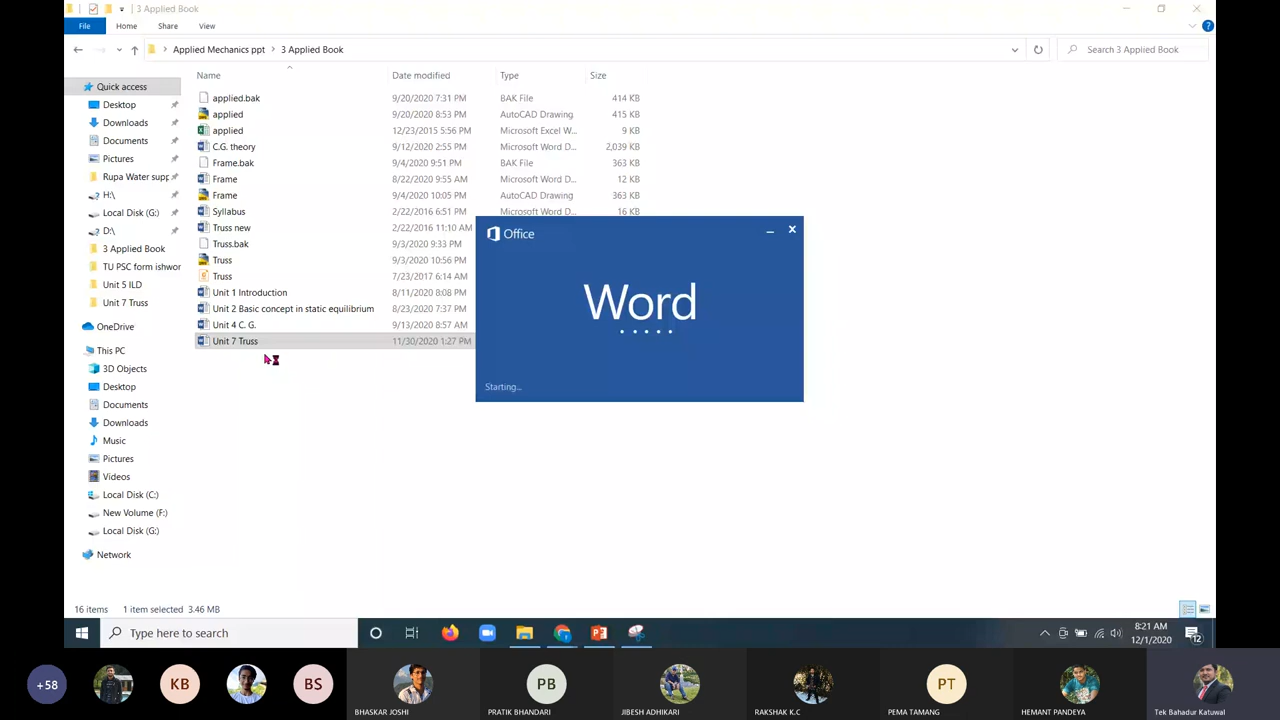 3 Applied Book
File Home Share View
Applied Mechanics ppt > 3 Applied Book Search 3 Applied Book
Name Date modified Type Size
Quick access
Desktop
Downloads
Documents
Pictures
Rupa Water supp
H:\
Local Disk (G:)
D:\
3 Applied Book
TU PSC form ishwor
Unit 5 ILD
Unit 7 Truss
OneDrive
This PC
3D Objects
Desktop
Documents
Downloads
Music
Pictures
Videos
Local Disk (C:)
New Volume (F:)
Local Disk (G:)
Network
applied.bak 9/20/2020 7:31 PM BAK File 414 KB
applied 9/20/2020 8:53 PM AutoCAD Drawing 415 KB
applied 12/23/2015 5:56 PM Microsoft Excel W... 9 KB
C.G. theory 9/12/2020 2:55 PM Microsoft Word D... 2,039 KB
Frame.bak 9/4/2020 9:51 PM BAK File 363 KB
Frame 8/22/2020 9:55 AM Microsoft Word D... 12 KB
Frame 9/4/2020 10:05 PM AutoCAD Drawing 363 KB
Syllabus 2/22/2016 6:51 PM Microsoft Word D... 16 KB
Truss new 2/22/2016 11:10 AM
Truss.bak 9/3/2020 9:33 PM
Truss 9/3/2020 10:56 PM
Truss 7/23/2017 6:14 AM
Unit 1 Introduction 8/11/2020 8:08 PM
Unit 2 Basic concept in static equilibrium 8/23/2020 7:37 PM
Unit 4 C. G. 9/13/2020 8:57 AM
Unit 7 Truss 11/30/2020 1:27 PM
Office
Word
Starting...
16 items 1 item selected 3.46 MB
Type here to search
8:21 AM
12/1/2020
12
+58
KB
BS
BHASKAR JOSHI
PB
PRATIK BHANDARI
JIBESH ADHIKARI
RAKSHAK K.C
PT
PEMA TAMANG
HEMANT PANDEYA
Tek Bahadur Katuwal